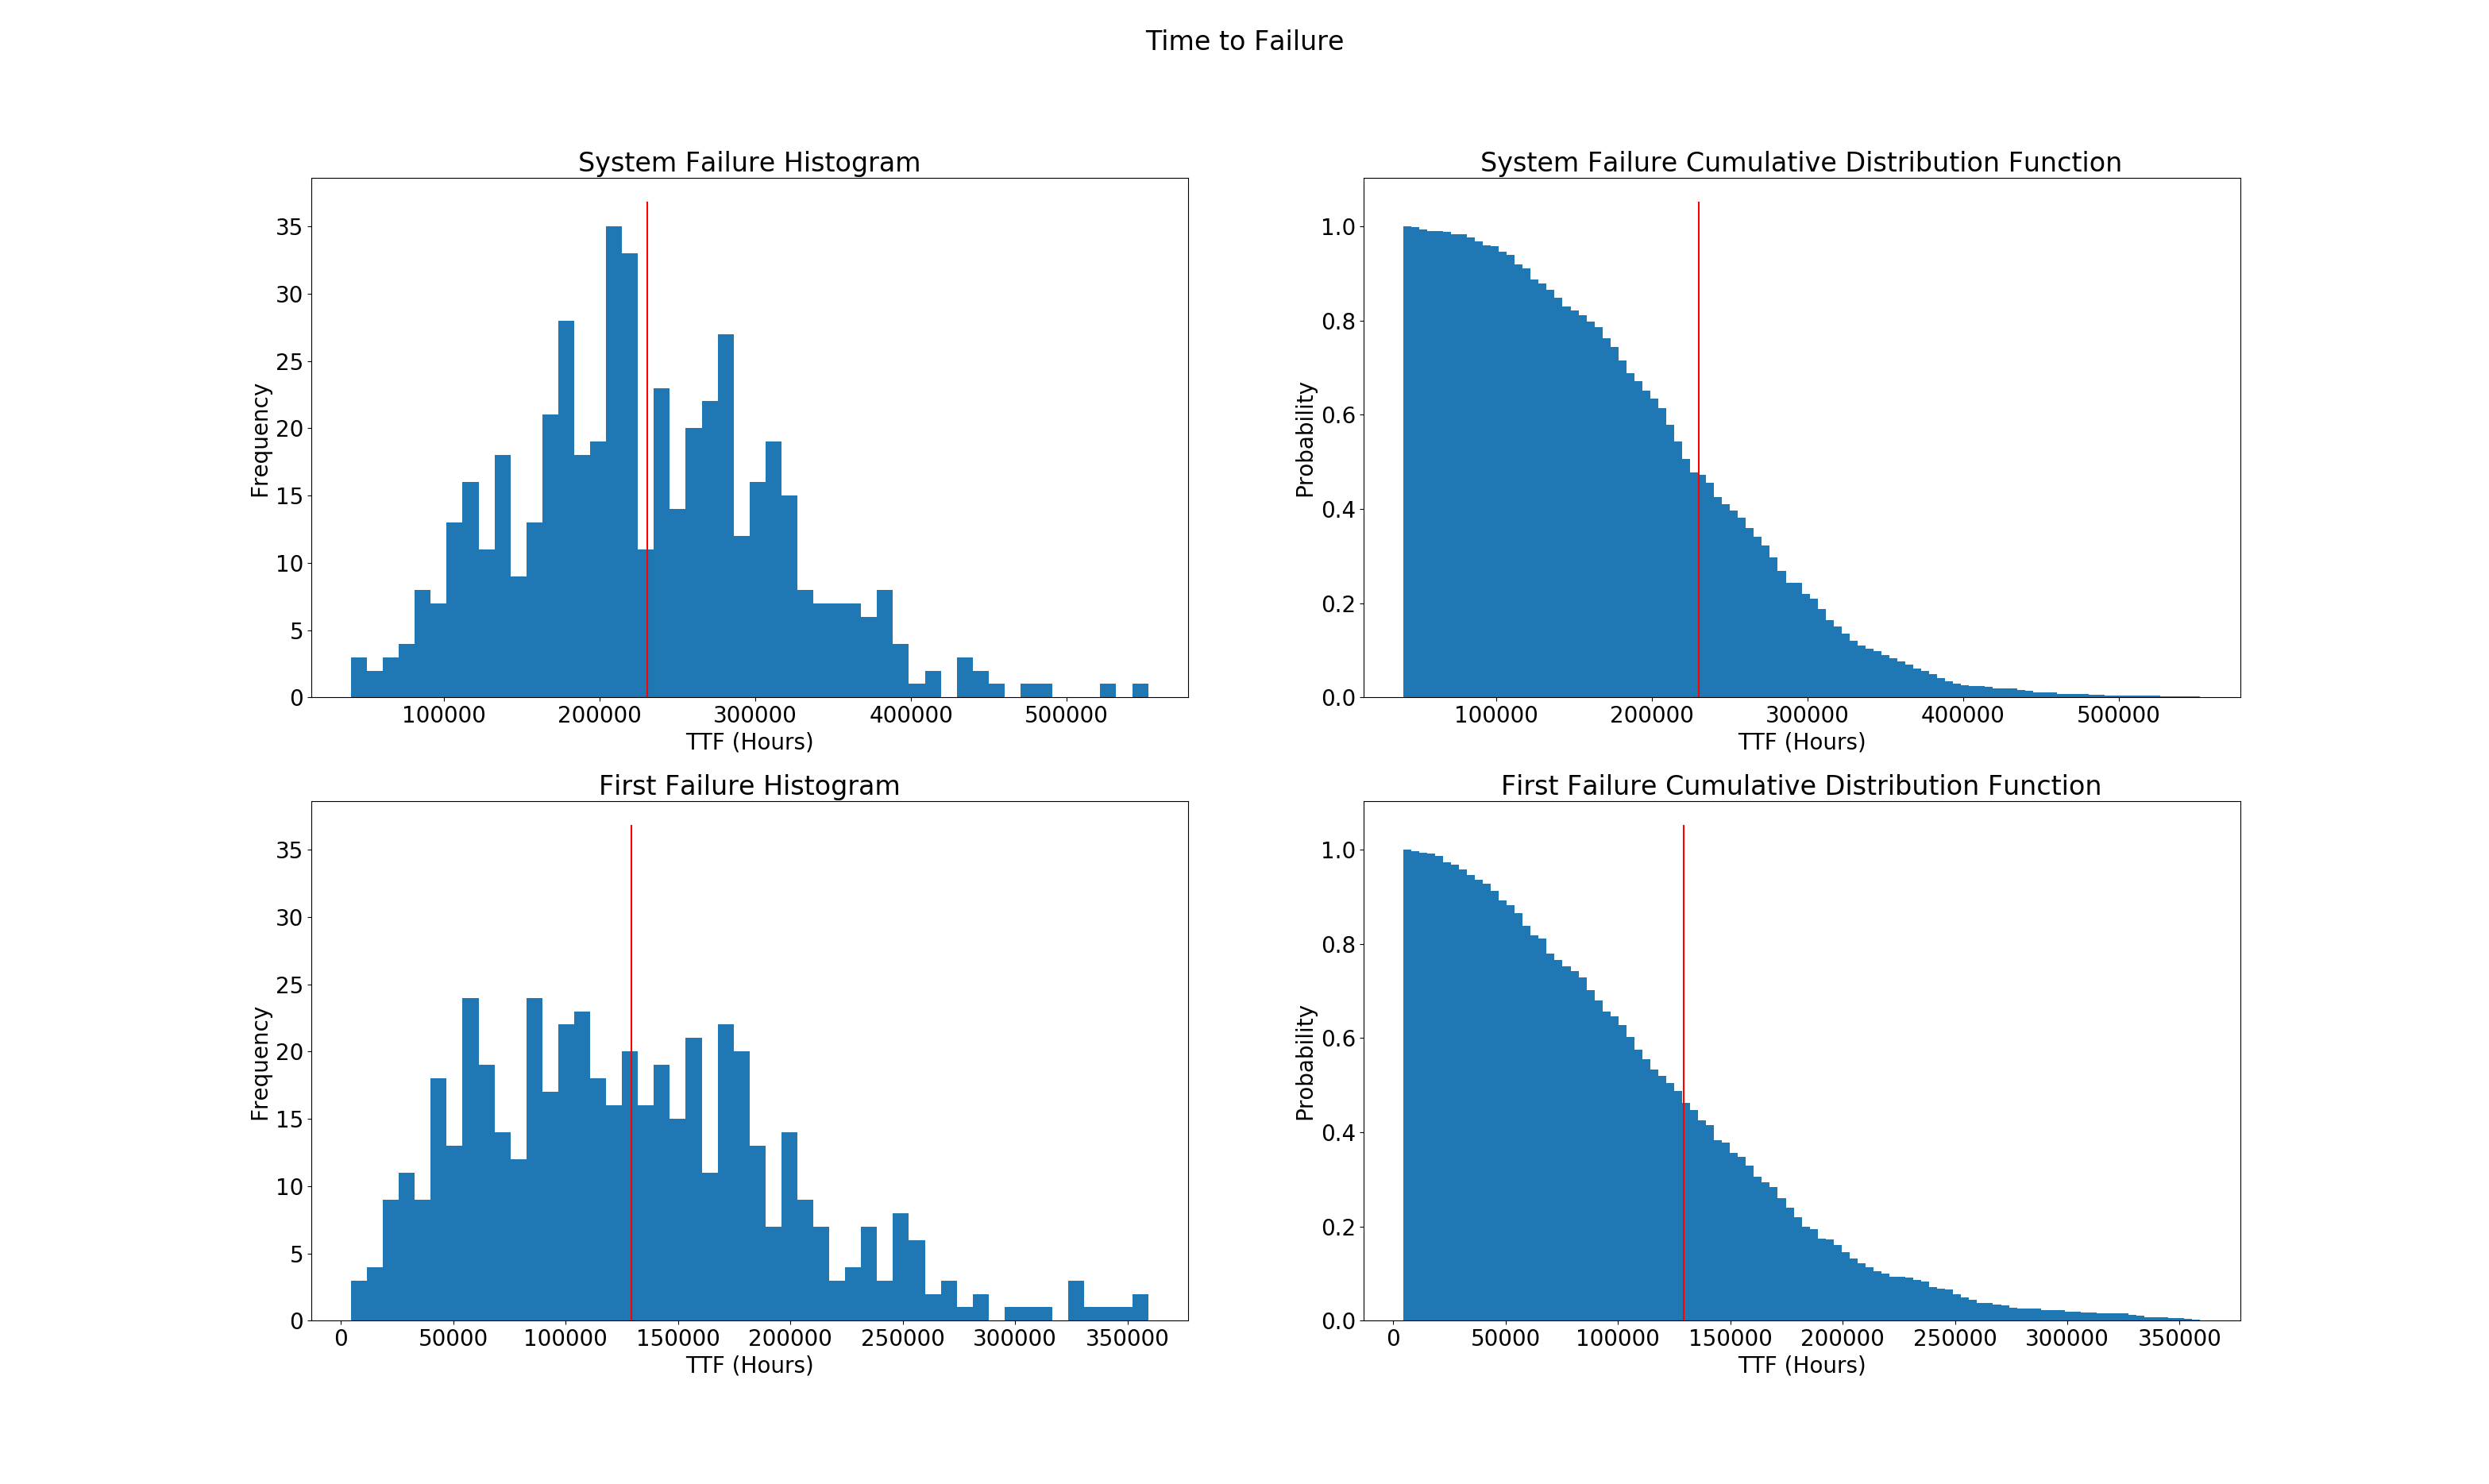 Time to Failure
System Failure Histogram
35
30
25
20
15
10
5
0
Frequency
100000 200000 300000 400000 500000
TTF (Hours)
System Failure Cumulative Distribution Function
1.0
0.8
0.6
0.4
0.2
0.0
Probability
100000 200000 300000 400000 500000
TTF (Hours)
First Failure Histogram
35
30
25
20
15
10
5
0
Frequency
0 50000 100000 150000 200000 250000 300000 350000
TTF (Hours)
First Failure Cumulative Distribution Function
1.0
0.8
0.6
0.4
0.2
0.0
Probability
0 50000 100000 150000 200000 250000 300000 350000
TTF (Hours)